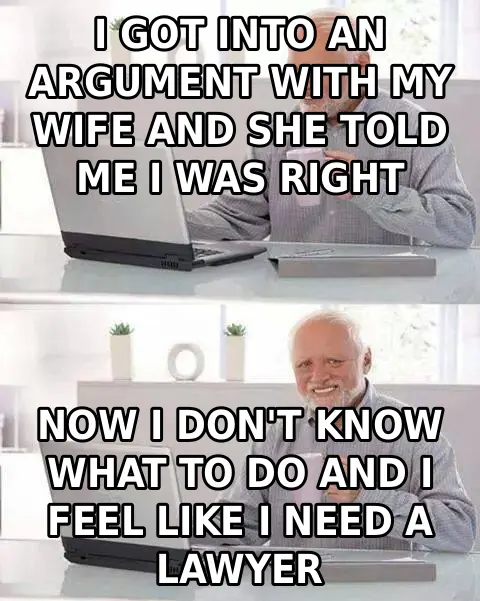 I GOT INTO AN
ARGUMENT WITH MY
WIFE AND SHE TOLD
ME I WAS RIGHT
NOW I DON'T KNOW
WHAT TO DO AND I
FEEL LIKE I NEED A
LAWYER